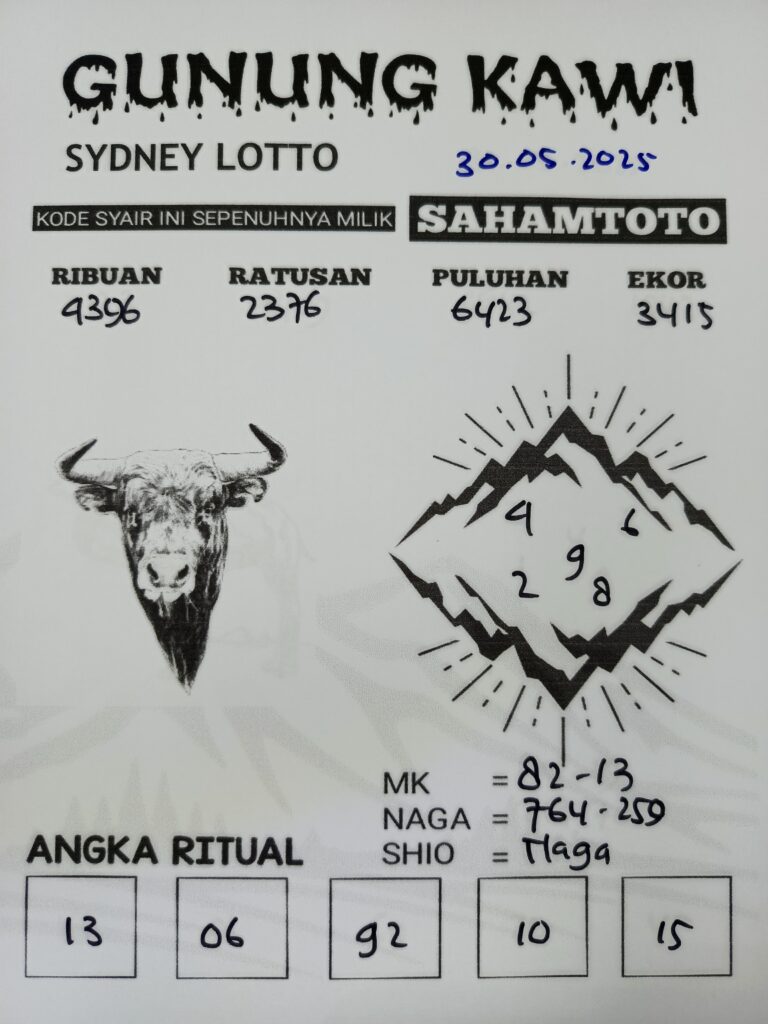 GUNUNG KAWI
SYDNEY LOTTO 30.05.2025
KODE SYAIR INI SEPENUHNYA MILIK SAHAMTOTO
RIBUAN RATUSAN PULUHAN EKOR
9396 2376 6423 3415
9 6
9
2 8
MK = 82-13
NAGA = 764-259
SHIO = Naga
ANGKA RITUAL
13 06 92 10 15